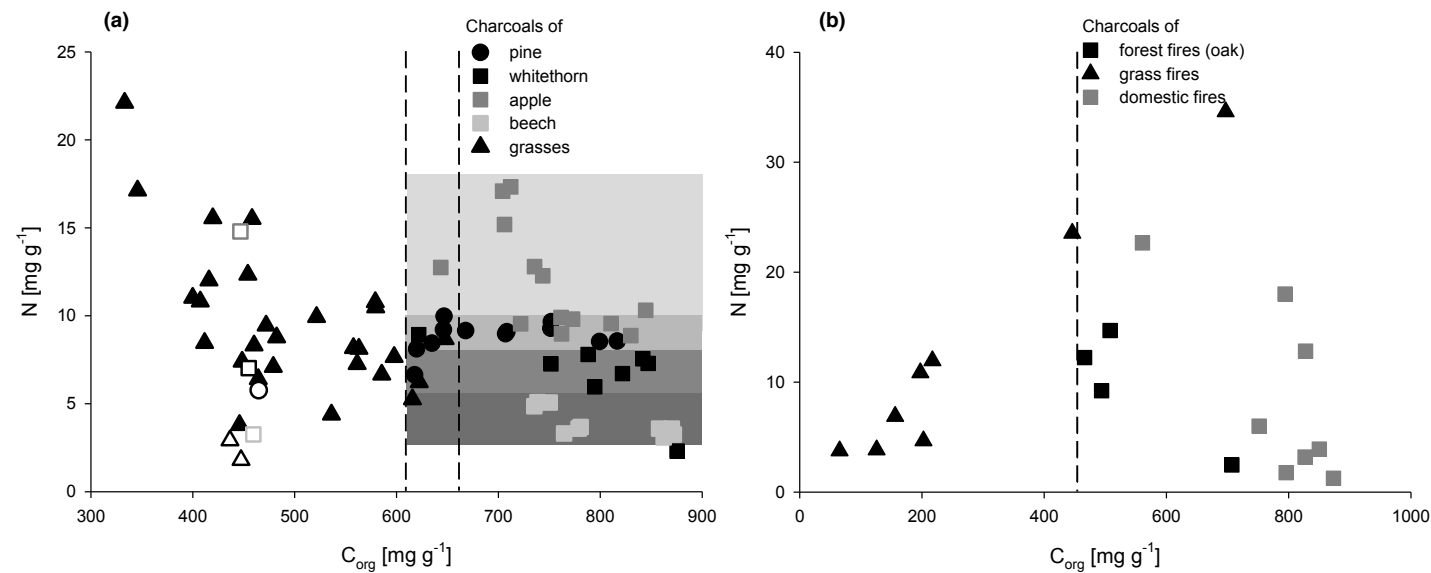 (a)
Charcoals of
pine
whitethorn
apple
beech
grasses
25
20
15
10
5
0
N [mg g-1]
300 400 500 600 700 800 900
Corg [mg g-1]
(b)
Charcoals of
forest fires (oak)
grass fires
domestic fires
40
30
20
10
0
N [mg g-1]
0 200 400 600 800 1000
Corg [mg g-1]